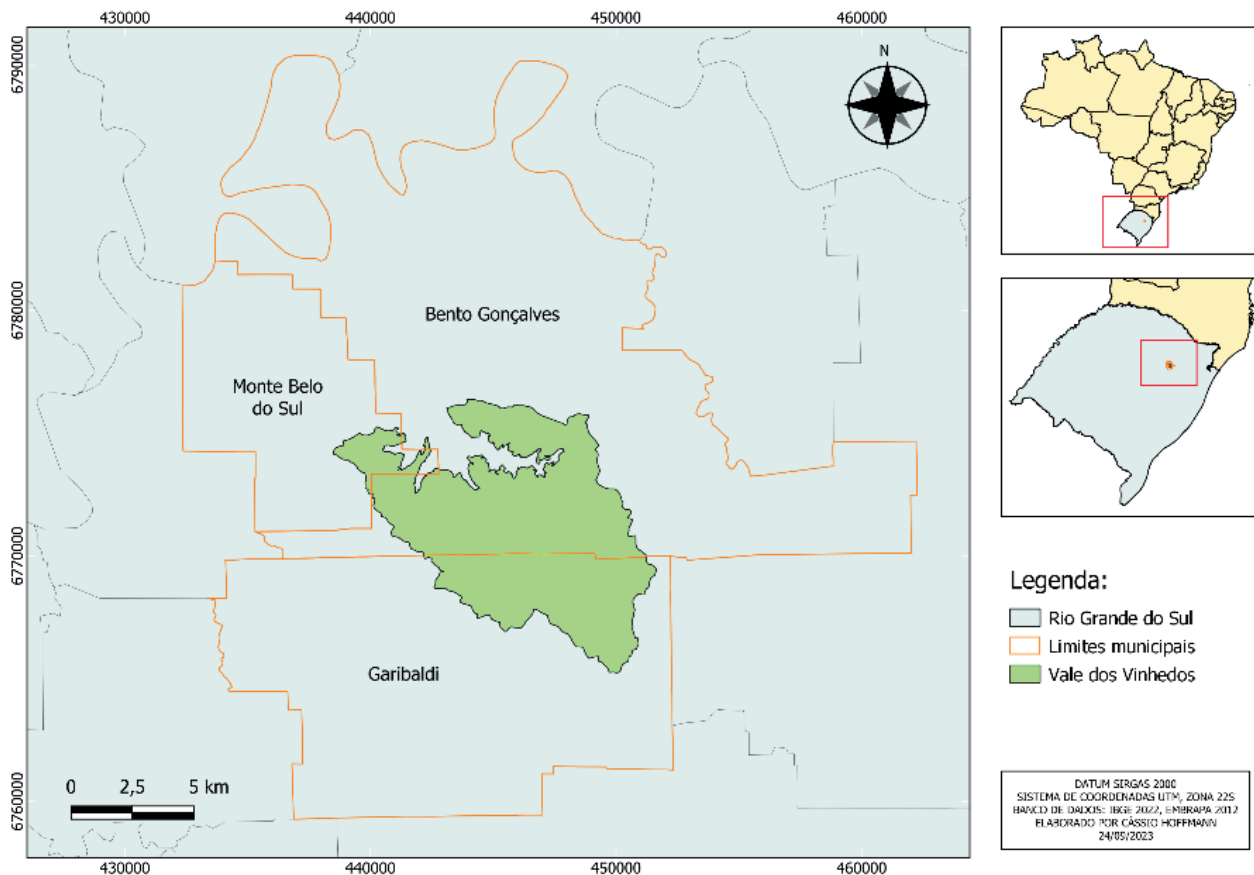 430000 440000 450000 460000
6790000
6780000
6770000
6760000
N
Bento Gonçalves
Monte Belo
do Sul
Garibaldi
0 2,5 5 km
430000 440000 450000 460000
Legenda:
Rio Grande do Sul
Limites municipais
Vale dos Vinhedos
DATUM SIRGAS 2000
SISTEMA DE COORDENADAS UTM, ZONA 22S
BANCO DE DADOS: IBGE 2022, EMBRAPA 2012
ELABORADO POR CÁSSIO HOFFMANN
24/05/2023